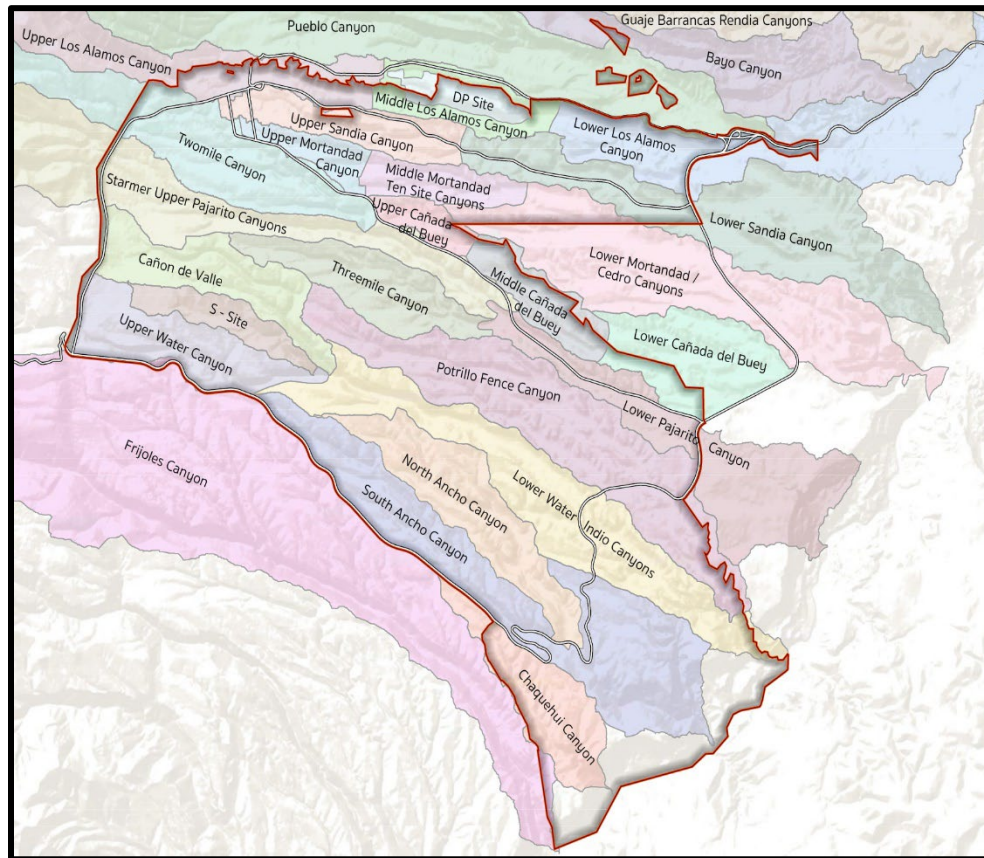 Guaje Barrancas Rendia Canyons
Pueblo Canyon
Upper Los Alamos Canyon
Bayo Canyon
DP Site
Middle Los Alamos Canyon
Lower Los Alamos
Canyon
Upper Sandia Canyon
Upper Mortandad
Canyon
Twomile Canyon
Middle Mortandad
Ten Site Canyons
Starmer Upper Pajarito Canyons
Upper Cañada
del Buey
Lower Sandia Canyon
Lower Mortandad /
Cedro Canyons
Cañon de Valle
Threemile Canyon
Middle Cañada
del Buey
S - Site
Upper Water Canyon
Lower Cañada del Buey
Potrillo Fence Canyon
Lower Pajarito Canyon
Frijoles Canyon
North Ancho Canyon
South Ancho Canyon
Lower Water Indio Canyons
Chaquehui Canyon